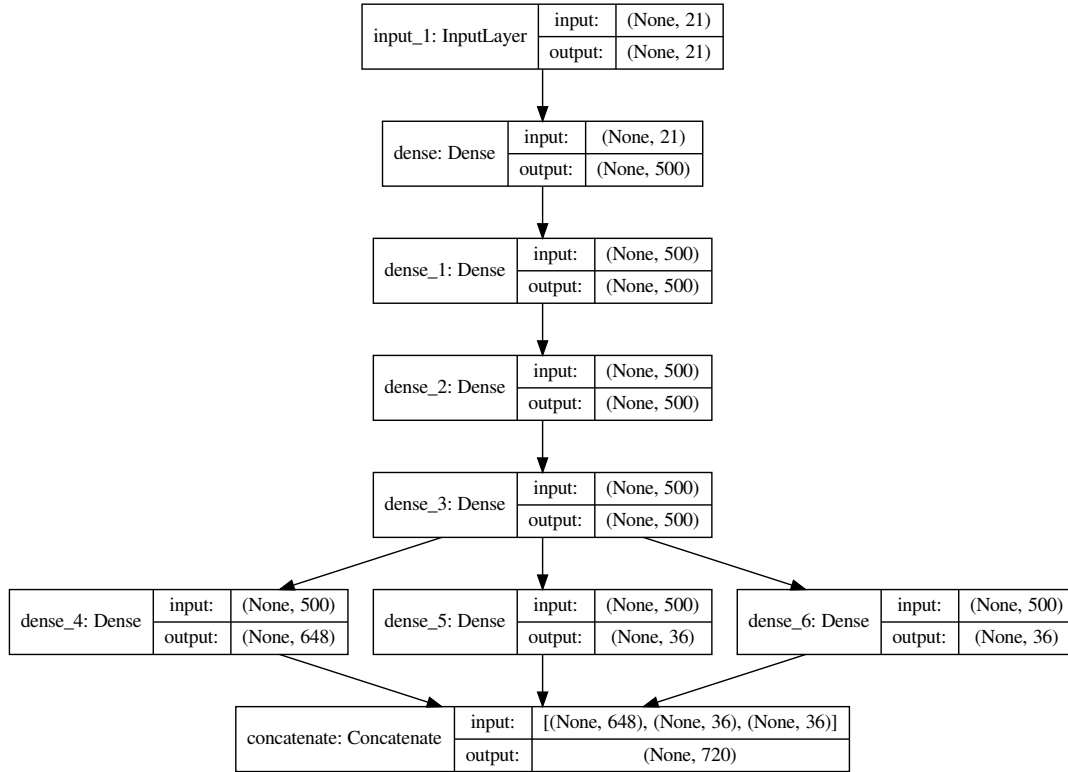 input_1: InputLayer
input: (None, 21)
output: (None, 21)
dense: Dense
input: (None, 21)
output: (None, 500)
dense_1: Dense
input: (None, 500)
output: (None, 500)
dense_2: Dense
input: (None, 500)
output: (None, 500)
dense_3: Dense
input: (None, 500)
output: (None, 500)
dense_4: Dense
input: (None, 500)
output: (None, 648)
dense_5: Dense
input: (None, 500)
output: (None, 36)
dense_6: Dense
input: (None, 500)
output: (None, 36)
concatenate: Concatenate
input: [(None, 648), (None, 36), (None, 36)]
output: (None, 720)